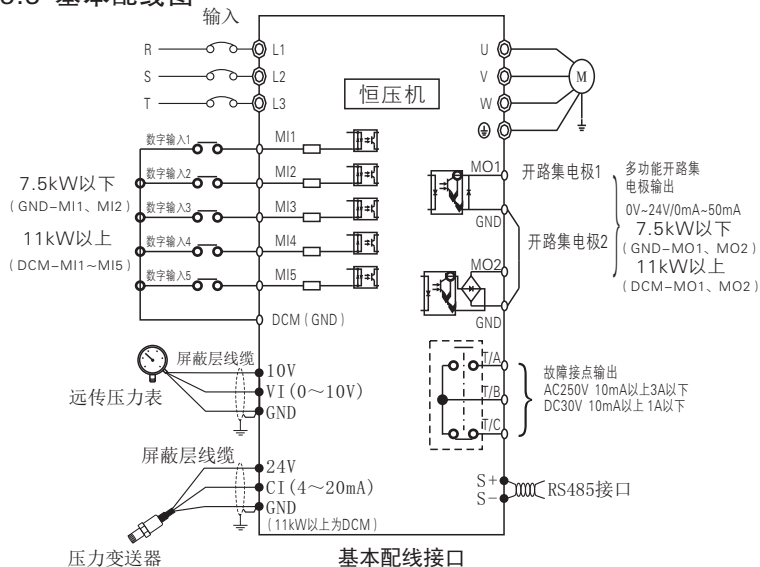 基本配线图
输入
R
L1
S
L2
T
L3
恒压机
U
V
W
M
数字输入1
MI1
数字输入2
MI2
数字输入3
MI3
数字输入4
MI4
数字输入5
MI5
DCM(GND)
7.5kW以下
(GND-MI1、MI2)
11kW以上
(DCM-MI1~MI5)
MO1
开路集电极1
GND
开路集电极2
MO2
GND
多功能开路集
电极输出
0V~24V/0mA~50mA
7.5kW以下
(GND-MO1、MO2)
11kW以上
(DCM-MO1、MO2)
T/A
T/B
T/C
故障接点输出
AC250V 10mA以上3A以下
DC30V 10mA以上 1A以下
屏蔽层线缆
远传压力表
10V
VI(0～10V)
GND
屏蔽层线缆
压力变送器
24V
CI(4～20mA)
GND
(11kW以上为DCM)
S+
S-
RS485接口
基本配线接口